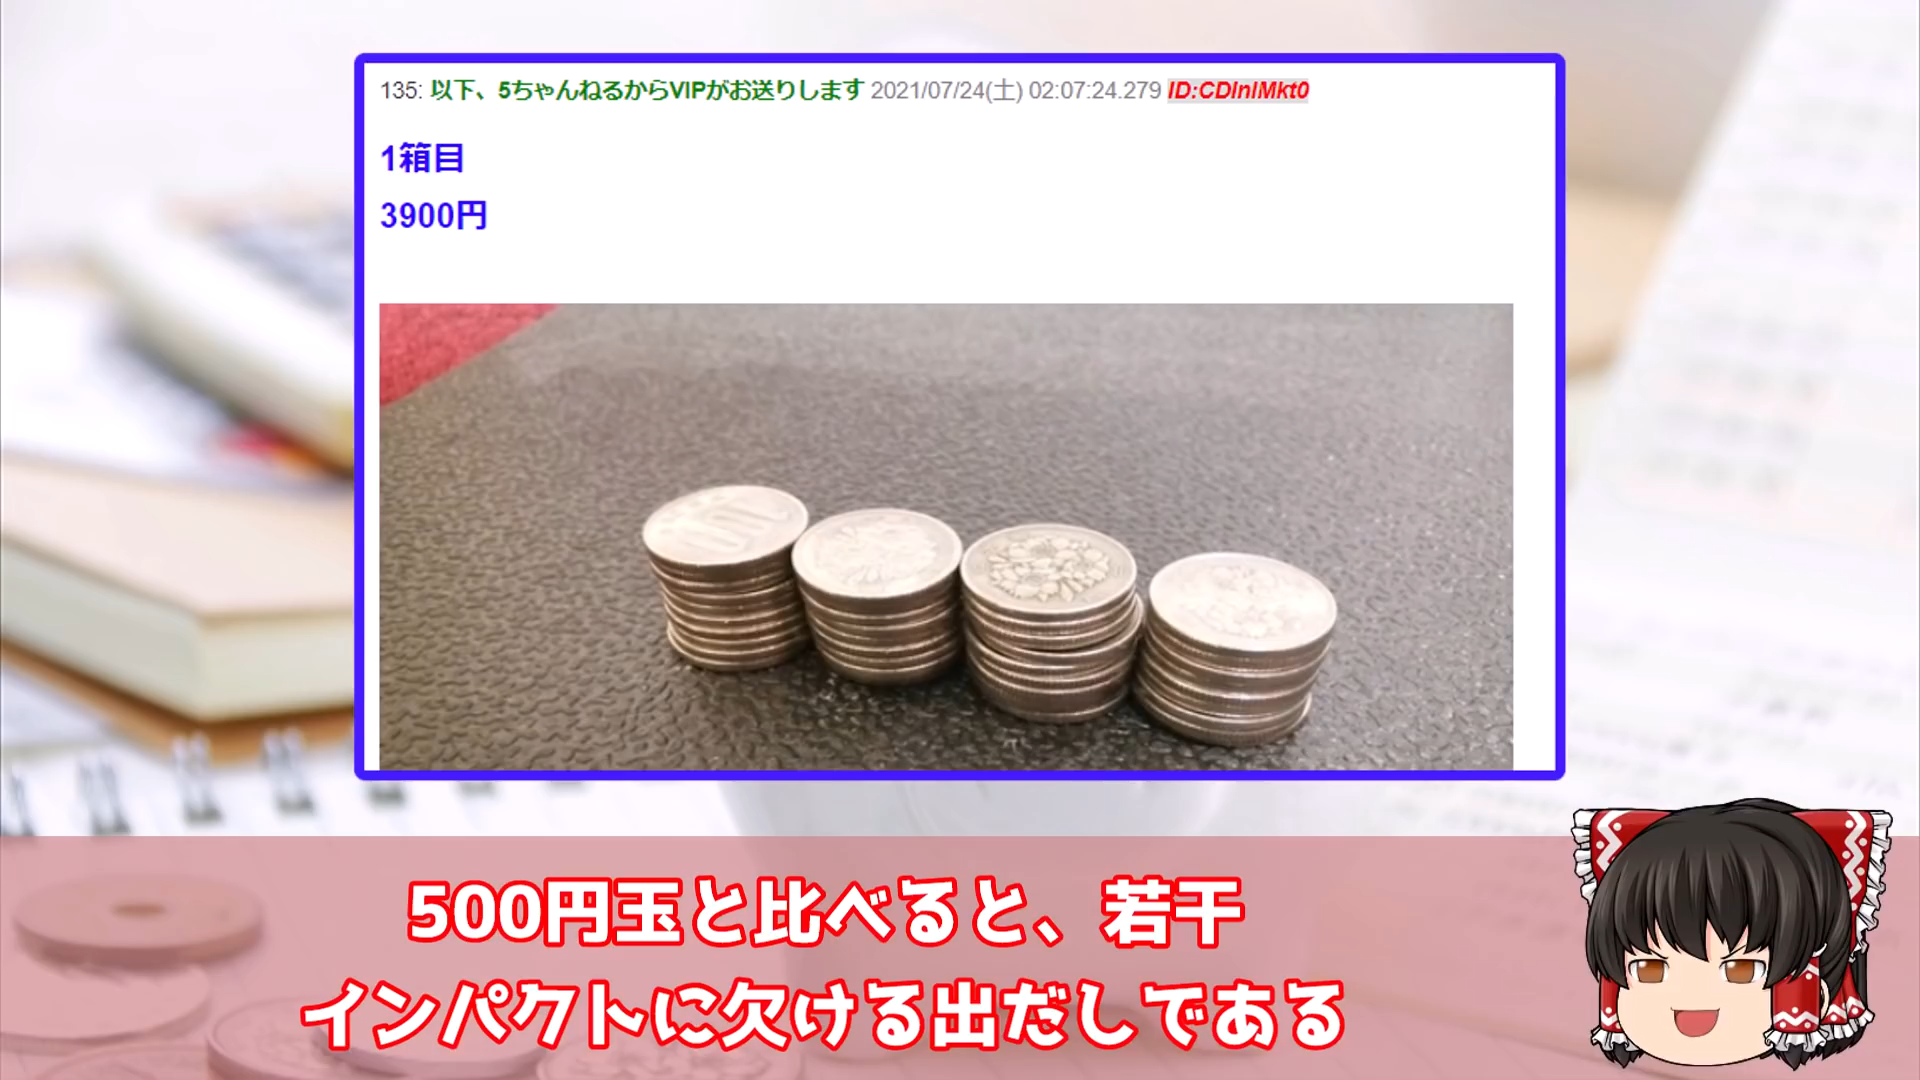 135: 以下、5ちゃんねるからVIPがお送りします 2021/07/24(土) 02:07:24.279 ID:CDlnlMkt0
1箱目
3900円
500円玉と比べると、若干
インパクトに欠ける出だしである